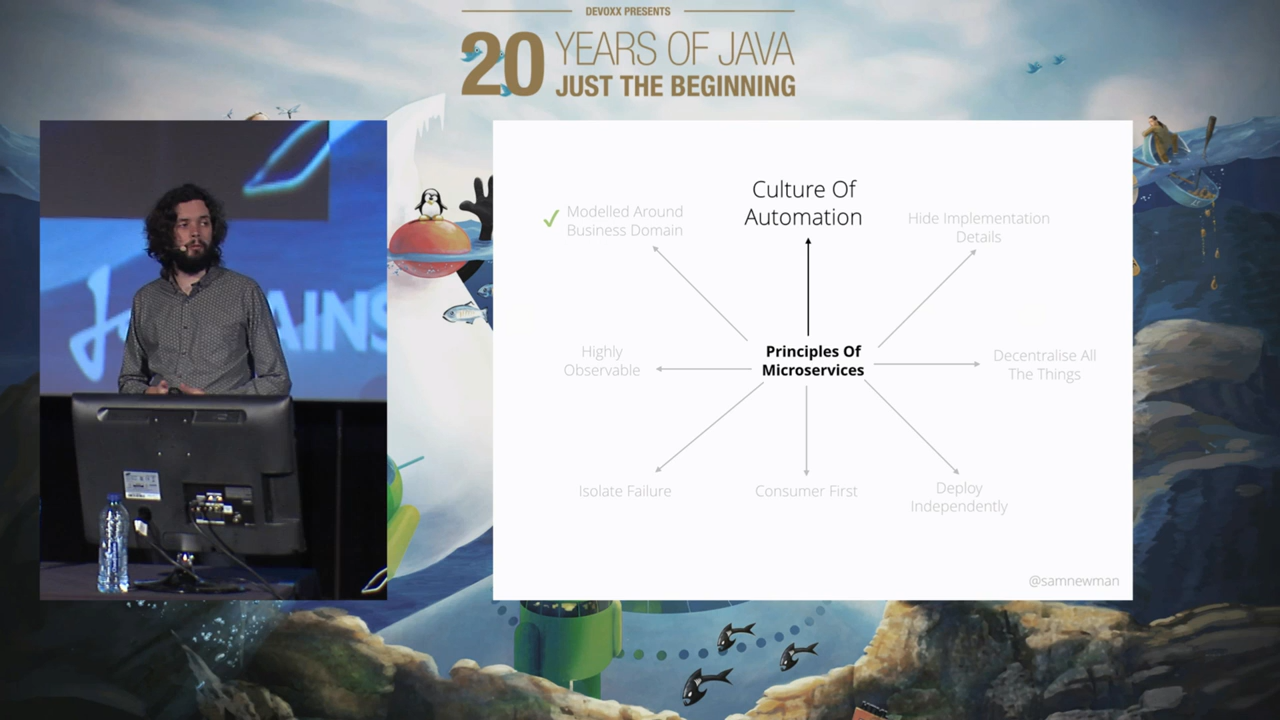 DEVOXX PRESENTS
20 YEARS OF JAVA
JUST THE BEGINNING
AINS
Culture Of
Automation
✓ Modelled Around
Business Domain
Hide Implementation
Details
Principles Of
Microservices
Highly
Observable
Decentralise All
The Things
Isolate Failure
Consumer First
Deploy
Independently
@samnewman